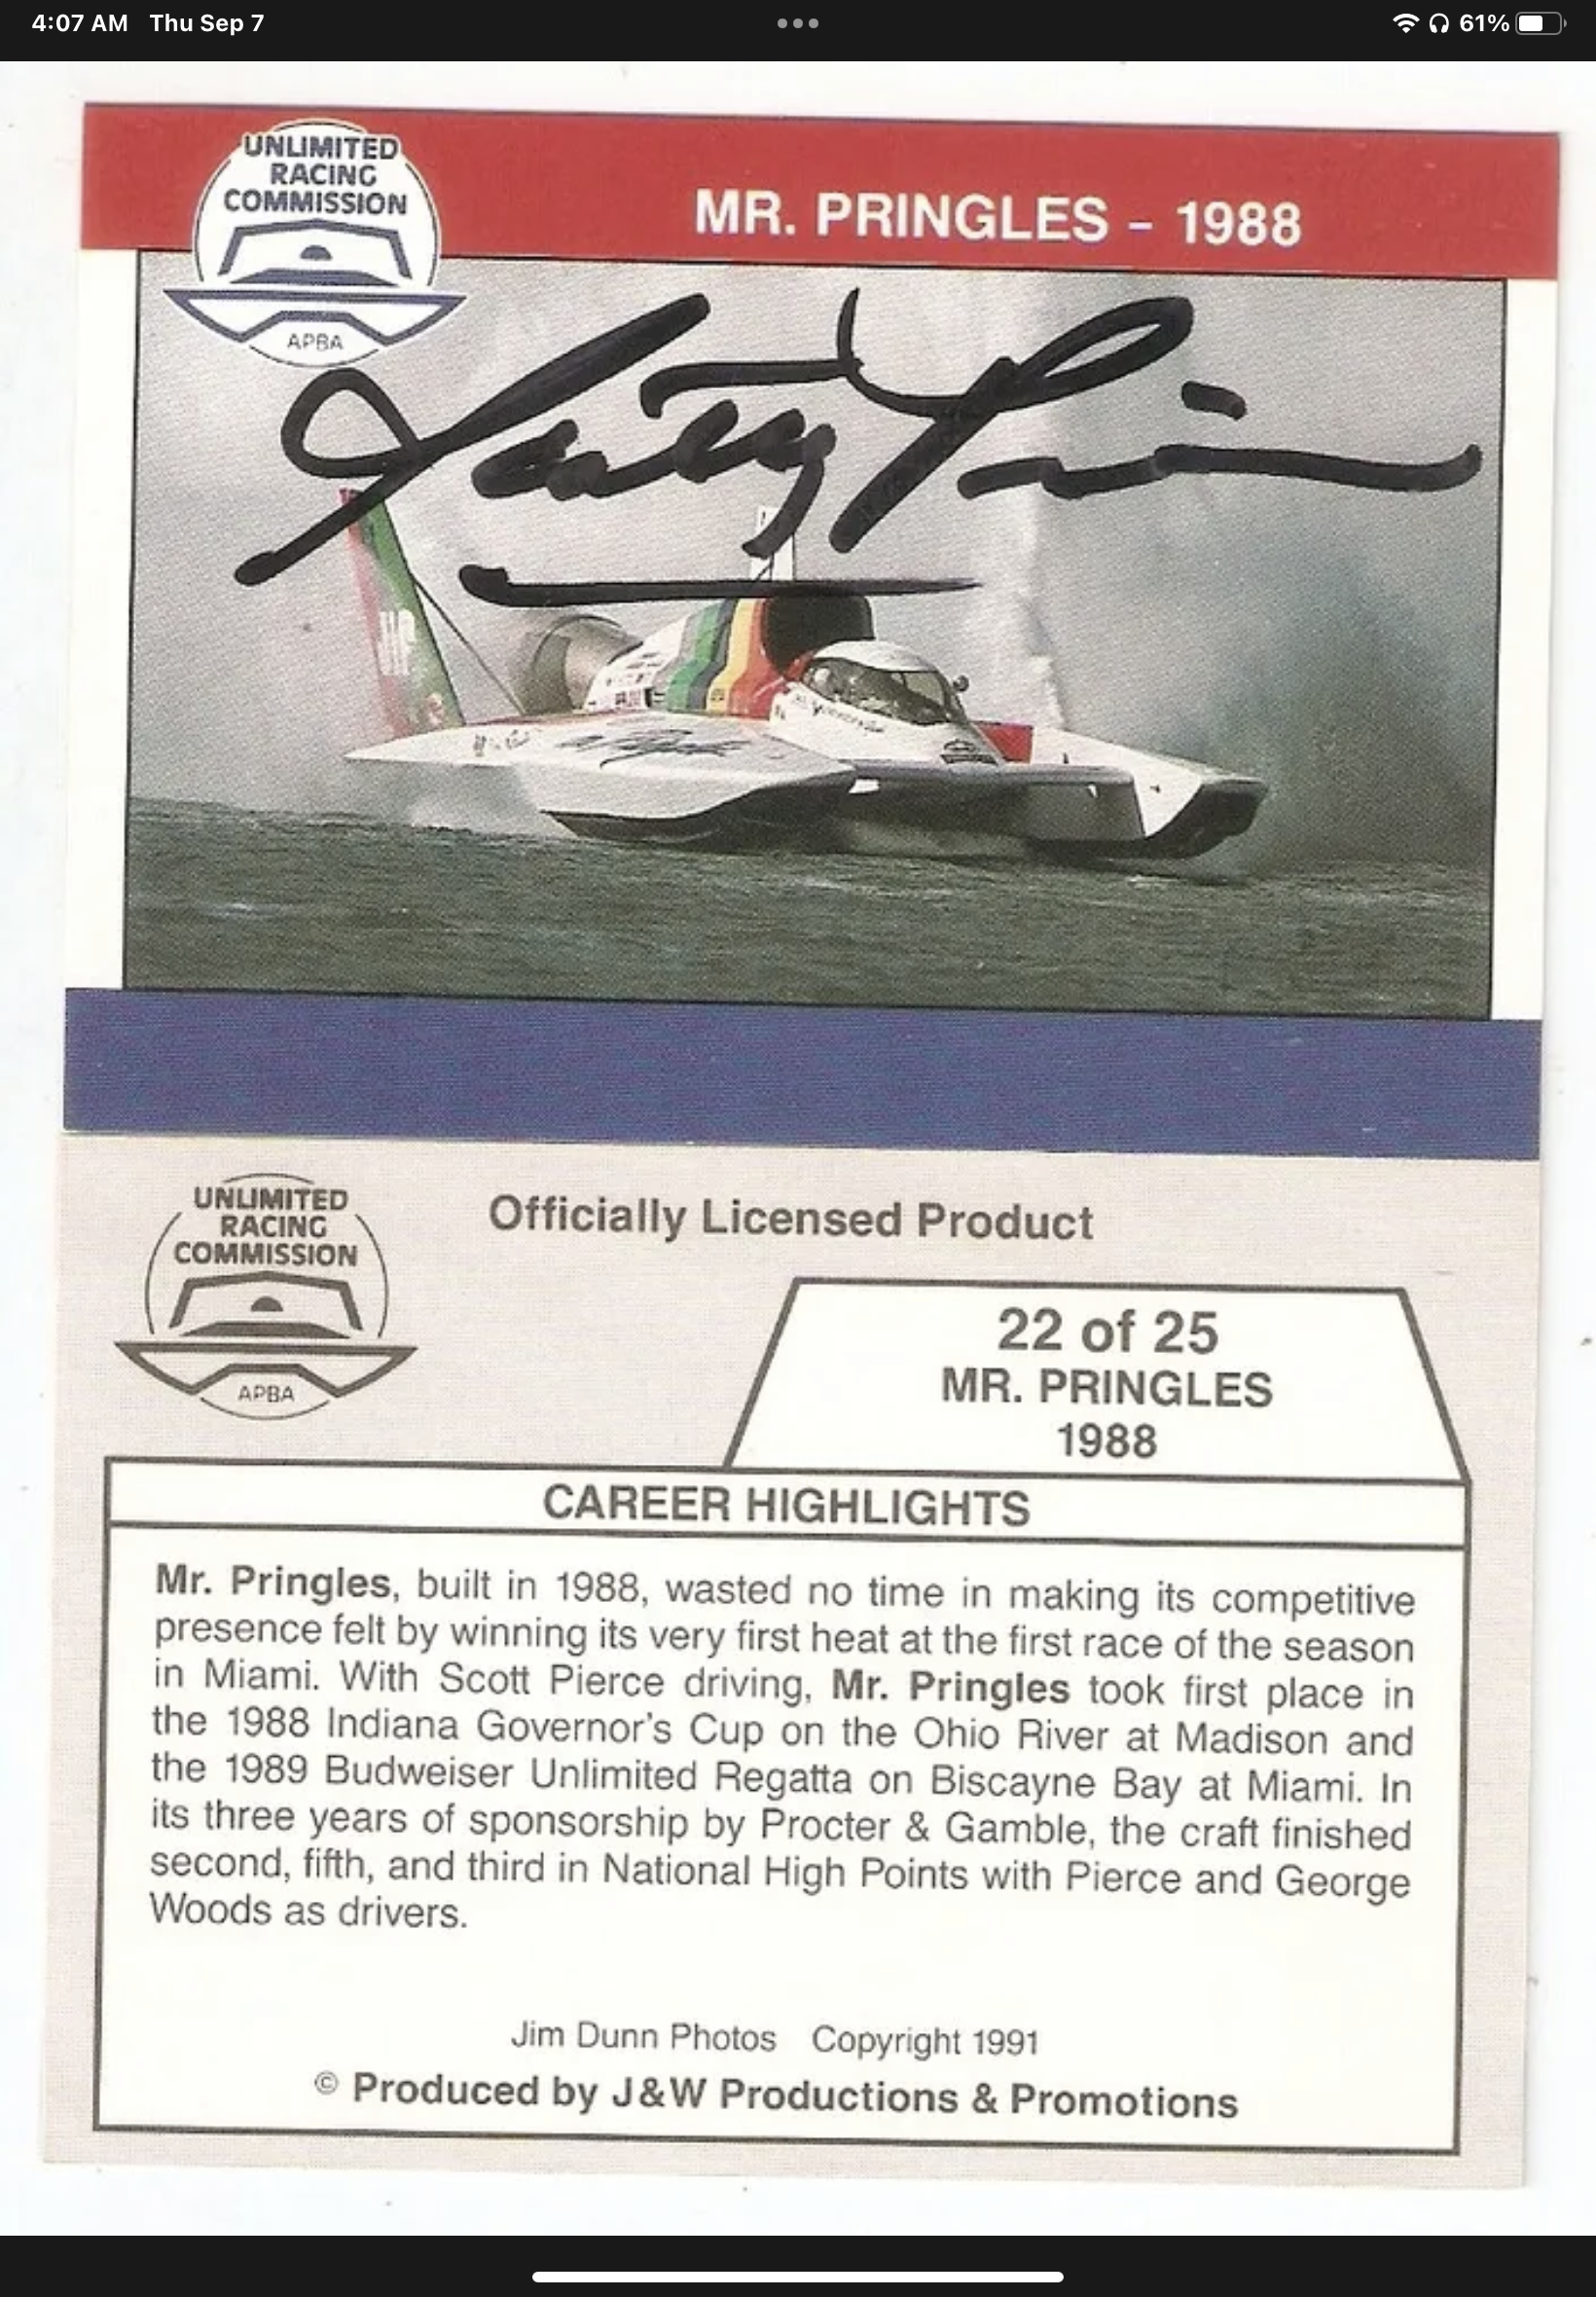 4:07 AM Thu Sep 7
61%
UNLIMITED
RACING
COMMISSION
APBA
MR. PRINGLES - 1988
UNLIMITED
RACING
COMMISSION
APBA
Officially Licensed Product
22 of 25
MR. PRINGLES
1988
CAREER HIGHLIGHTS
Mr. Pringles, built in 1988, wasted no time in making its competitive
presence felt by winning its very first heat at the first race of the season
in Miami. With Scott Pierce driving, Mr. Pringles took first place in
the 1988 Indiana Governor's Cup on the Ohio River at Madison and
the 1989 Budweiser Unlimited Regatta on Biscayne Bay at Miami. In
its three years of sponsorship by Procter & Gamble, the craft finished
second, fifth, and third in National High Points with Pierce and George
Woods as drivers.
Jim Dunn Photos Copyright 1991
© Produced by J&W Productions & Promotions